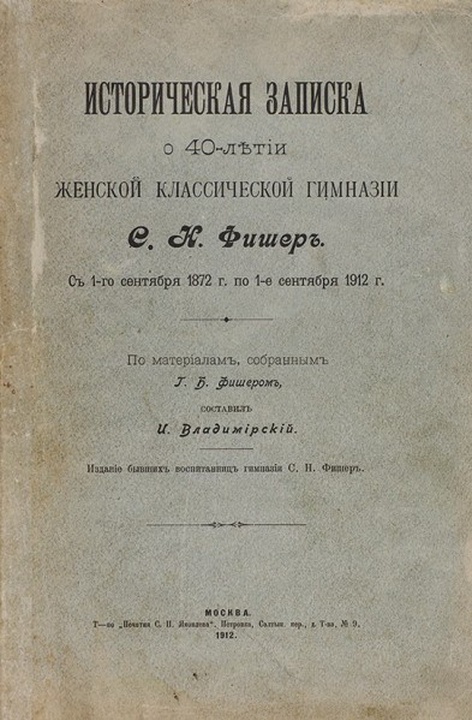 ИСТОРИЧЕСКАЯ ЗАПИСКА
о 40-лѣтіи
ЖЕНСКОЙ КЛАССИЧЕСКОЙ ГИМНАЗІИ
С. Н. Фишеръ.
Съ 1-го сентября 1872 г. по 1-е сентября 1912 г.
По матеріаламъ, собраннымъ
Г. Б. Фишеромъ,
составилъ
И. Владимірскій.
Изданіе бывшихъ воспитанницъ гимназіи С. Н. Фишеръ.
МОСКВА.
Т—во „Печатня С. П. Яковлева“. Петровка, Салтык. пер., д. Т-ва, № 9.
1912.